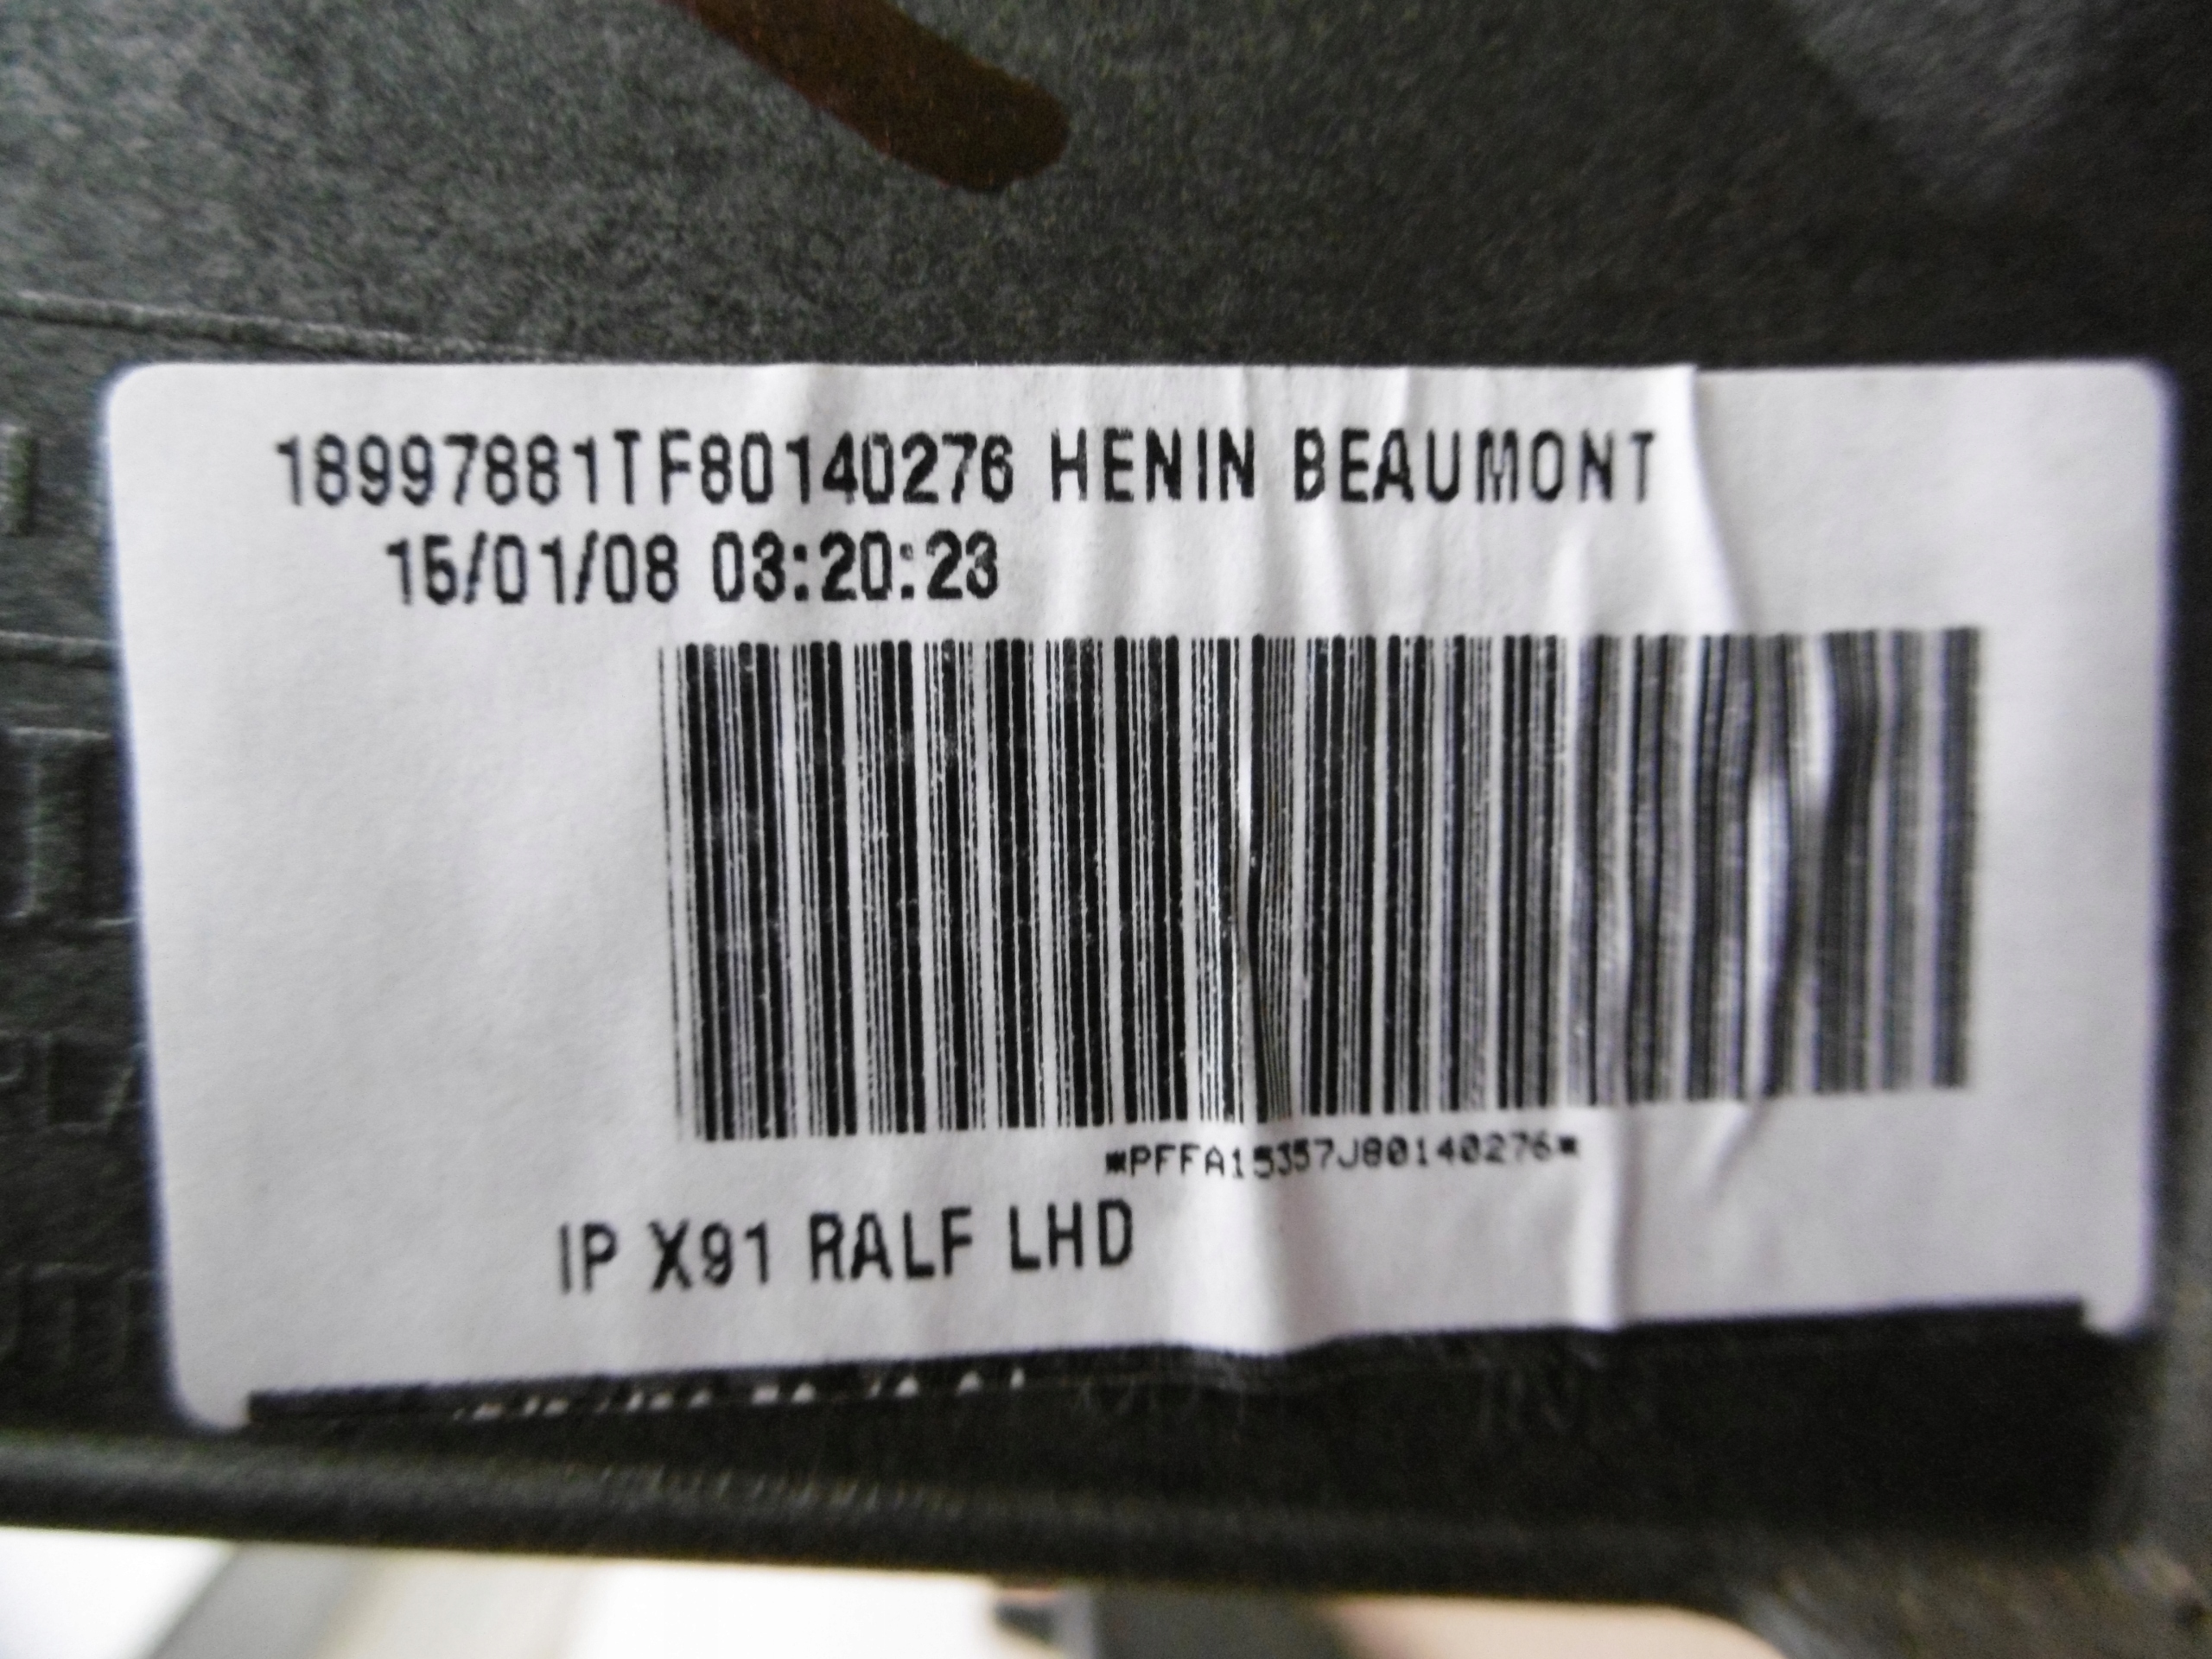 18997881TF80140276 HENIN BEAUMONT
15/01/08 03:20:23
*PFFA15357J80140276*
IP X91 RALF LHD